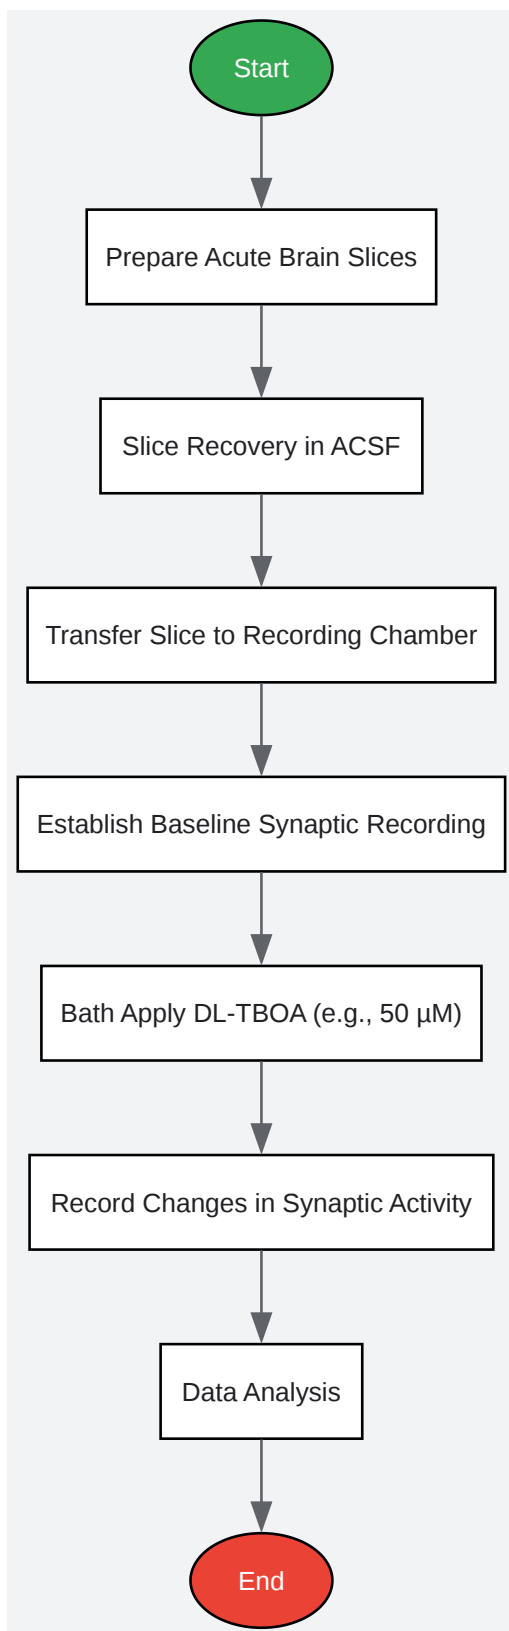 Start
Prepare Acute Brain Slices
Slice Recovery in ACSF
Transfer Slice to Recording Chamber
Establish Baseline Synaptic Recording
Bath Apply DL-TBOA (e.g., 50 µM)
Record Changes in Synaptic Activity
Data Analysis
End